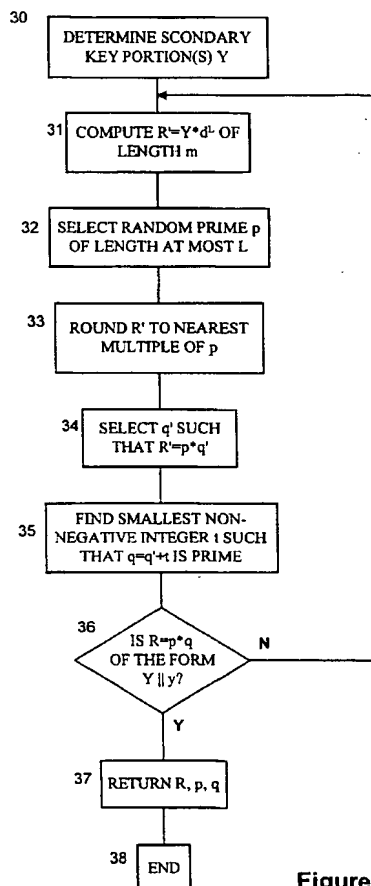 30
DETERMINE SCONDARY
KEY PORTION(S) Y
31
COMPUTE R'=Y*d^L OF
LENGTH m
32
SELECT RANDOM PRIME p
OF LENGTH AT MOST L
33
ROUND R' TO NEAREST
MULTIPLE OF p
34
SELECT q' SUCH
THAT R'=p*q'
35
FIND SMALLEST NON-
NEGATIVE INTEGER t SUCH
THAT q=q'+t IS PRIME
36
IS R=p*q
OF THE FORM
Y || y?
N
Y
37
RETURN R, p, q
38
END
Figure